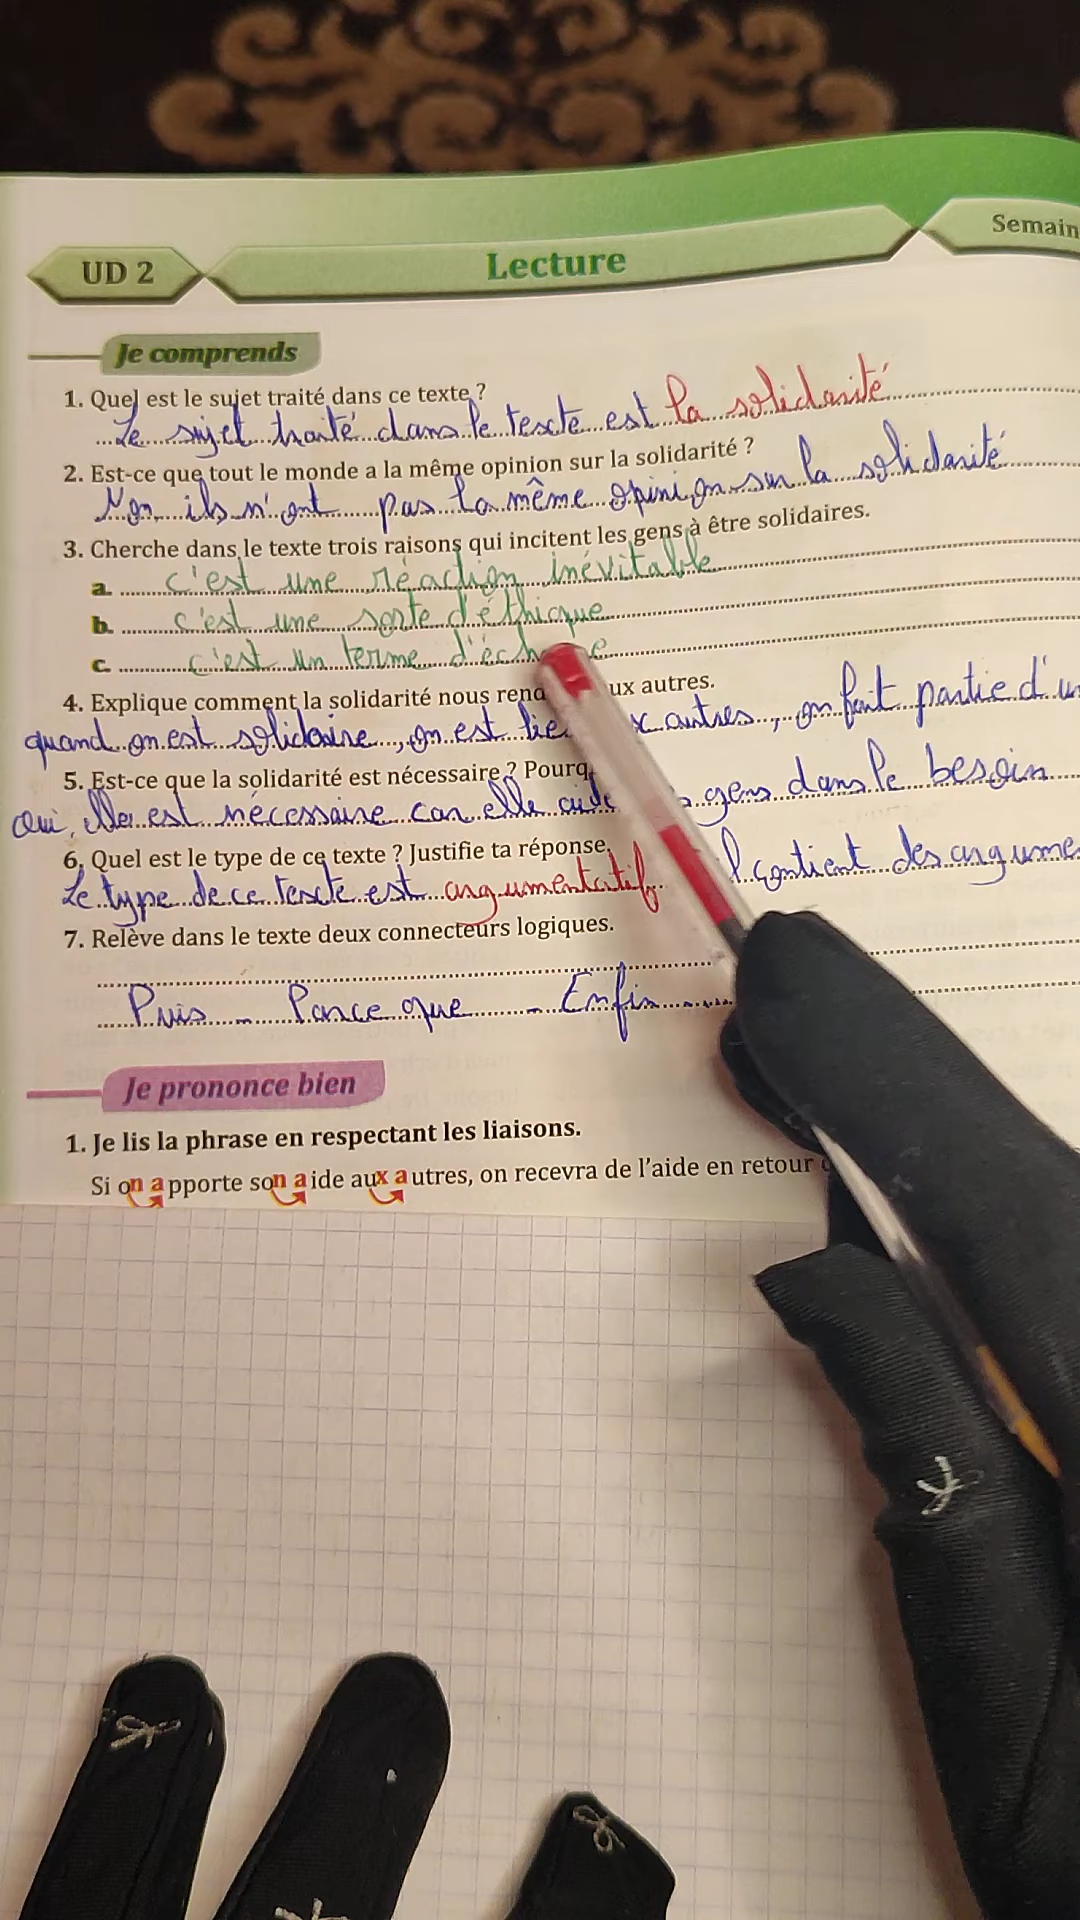 Semain
UD 2
Lecture
Je comprends
1. Quel est le sujet traité dans ce texte ?
Le sujet traité dans le texcte est la solidarité
2. Est-ce que tout le monde a la même opinion sur la solidarité ?
Non, ils n'ont pas la même opinion sur la solidarité
3. Cherche dans le texte trois raisons qui incitent les gens à être solidaires.
a. c'est une réaction inévitable
b. c'est une sorte d'éthique
c. c'est un terme
4. Explique comment la solidarité nous rend ux autres.
quand on est solidaire, on est autres, on fait partie d'u
5. Est-ce que la solidarité est nécessaire ? Pourq
Oui, elle est nécessaire car elle aide gens dans le besoin
6. Quel est le type de ce texte ? Justifie ta réponse.
Le type de ce texcte est argumentatif contient des argume
7. Relève dans le texte deux connecteurs logiques.
Puis - Parce que - Enfin
Je prononce bien
1. Je lis la phrase en respectant les liaisons.
Si on apporte son aide aux autres, on recevra de l'aide en retour